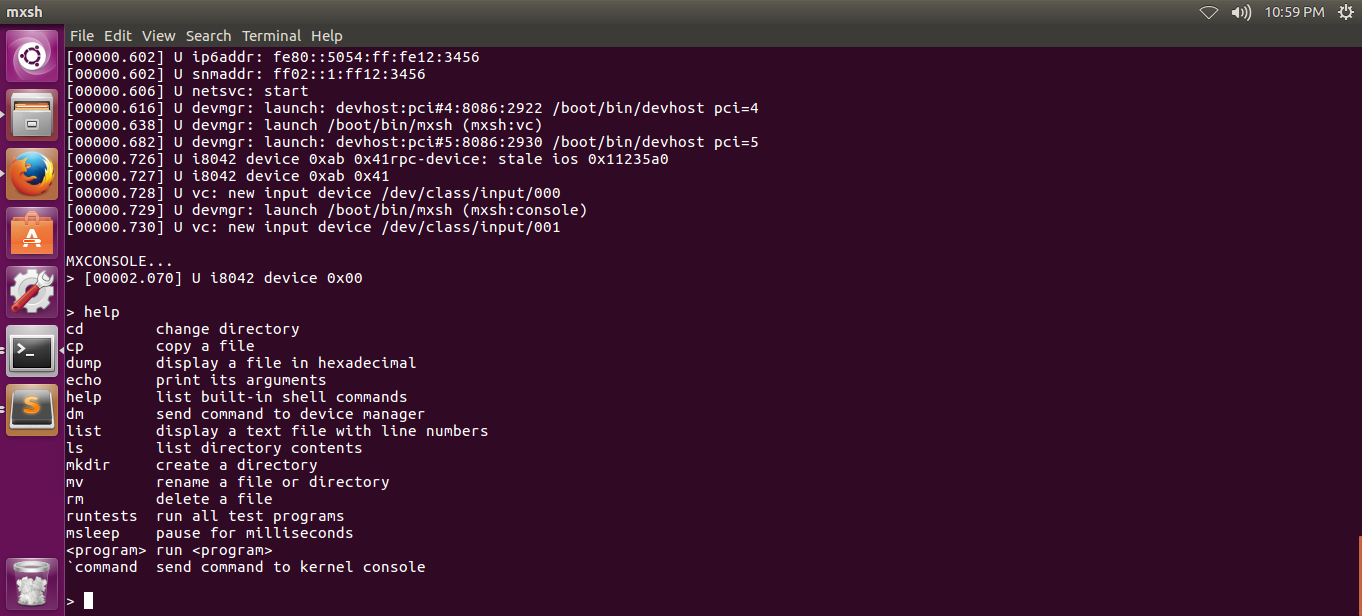 mxsh
10:59 PM
File Edit View Search Terminal Help
[00000.602] U ip6addr: fe80::5054:ff:fe12:3456
[00000.602] U snmaddr: ff02::1:ff12:3456
[00000.606] U netsvc: start
[00000.616] U devmgr: launch: devhost:pci#4:8086:2922 /boot/bin/devhost pci=4
[00000.638] U devmgr: launch /boot/bin/mxsh (mxsh:vc)
[00000.682] U devmgr: launch: devhost:pci#5:8086:2930 /boot/bin/devhost pci=5
[00000.726] U i8042 device 0xab 0x41rpc-device: stale ios 0x11235a0
[00000.727] U i8042 device 0xab 0x41
[00000.728] U vc: new input device /dev/class/input/000
[00000.729] U devmgr: launch /boot/bin/mxsh (mxsh:console)
[00000.730] U vc: new input device /dev/class/input/001
MXCONSOLE...
> [00002.070] U i8042 device 0x00
> help
cd        change directory
cp        copy a file
dump      display a file in hexadecimal
echo      print its arguments
help      list built-in shell commands
dm        send command to device manager
list      display a text file with line numbers
ls        list directory contents
mkdir     create a directory
mv        rename a file or directory
rm        delete a file
runtests  run all test programs
msleep    pause for milliseconds
<program> run <program>
`command  send command to kernel console
>